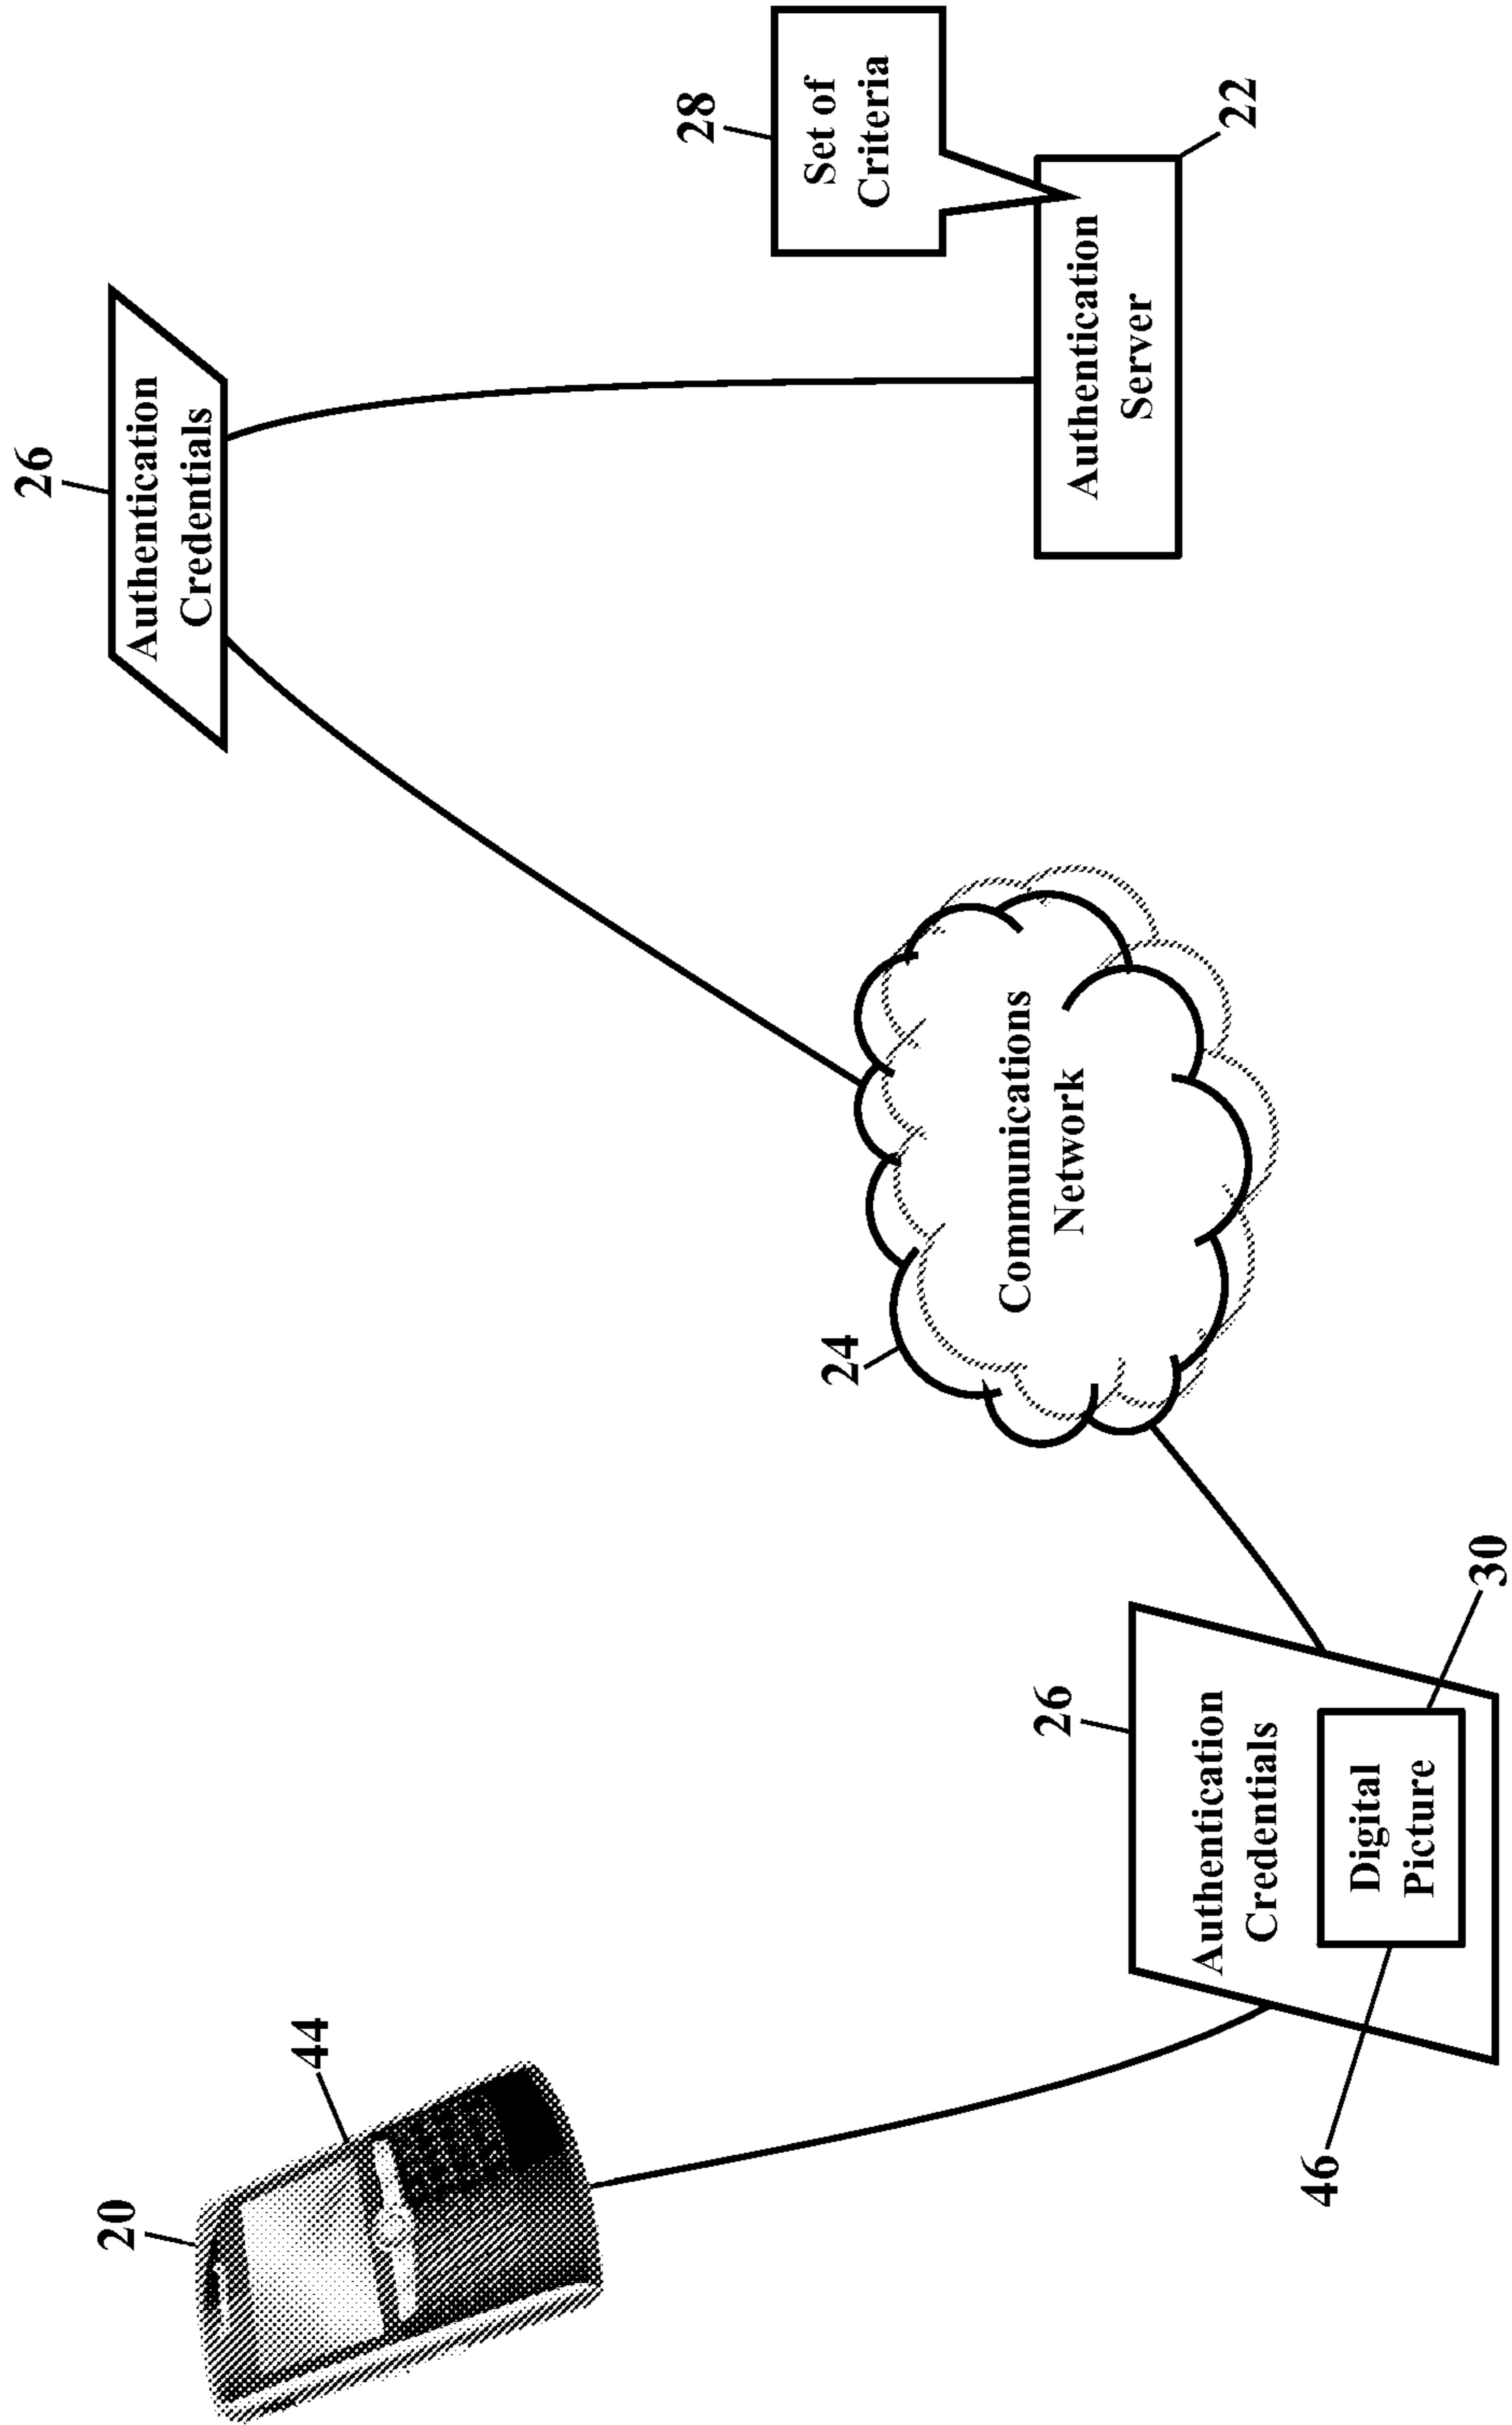 20
44
26
Authentication
Credentials
Digital
Picture
46
30
24
Communications
Network
26
Authentication
Credentials
28
Set of
Criteria
Authentication
Server
22